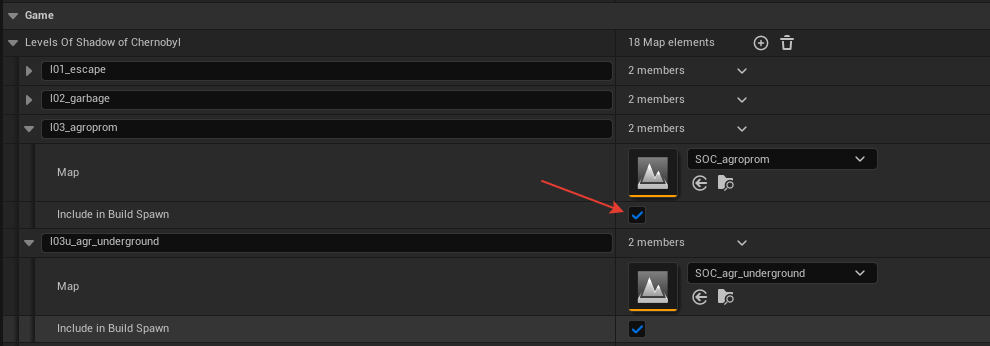 Game
Levels Of Shadow of Chernobyl 18 Map elements
l01_escape 2 members
l02_garbage 2 members
l03_agroprom 2 members
Map SOC_agroprom
Include in Build Spawn
l03u_agr_underground 2 members
Map SOC_agr_underground
Include in Build Spawn